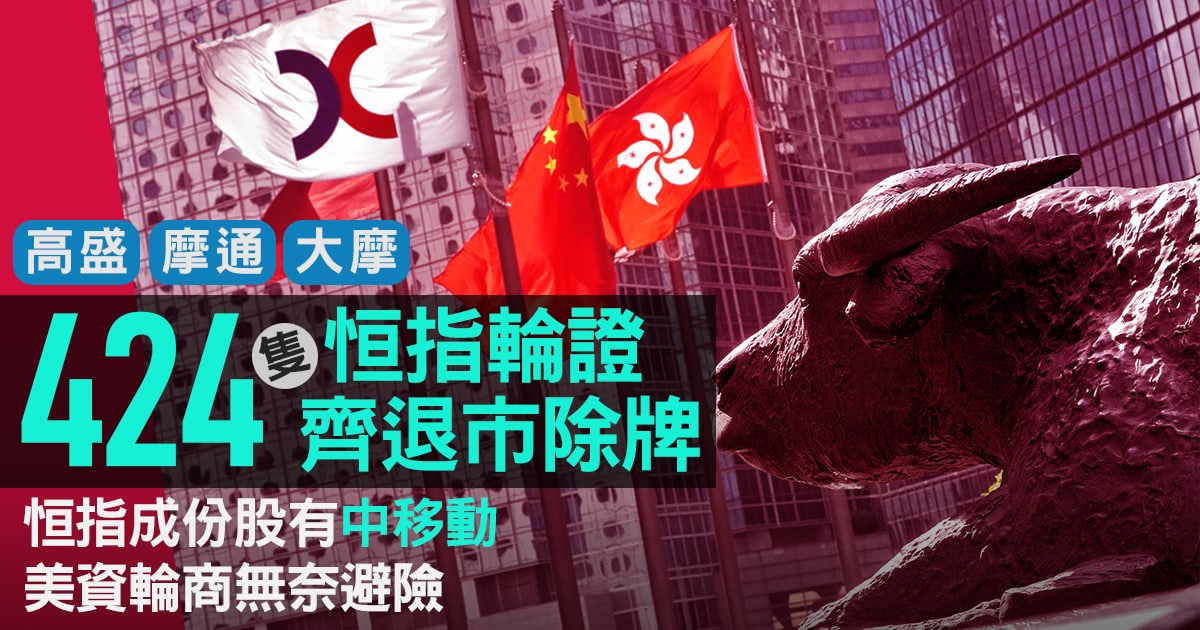 高盛 摩通 大摩
424隻恒指輪證
齊退市除牌
恒指成份股有中移動
美資輪商無奈避險